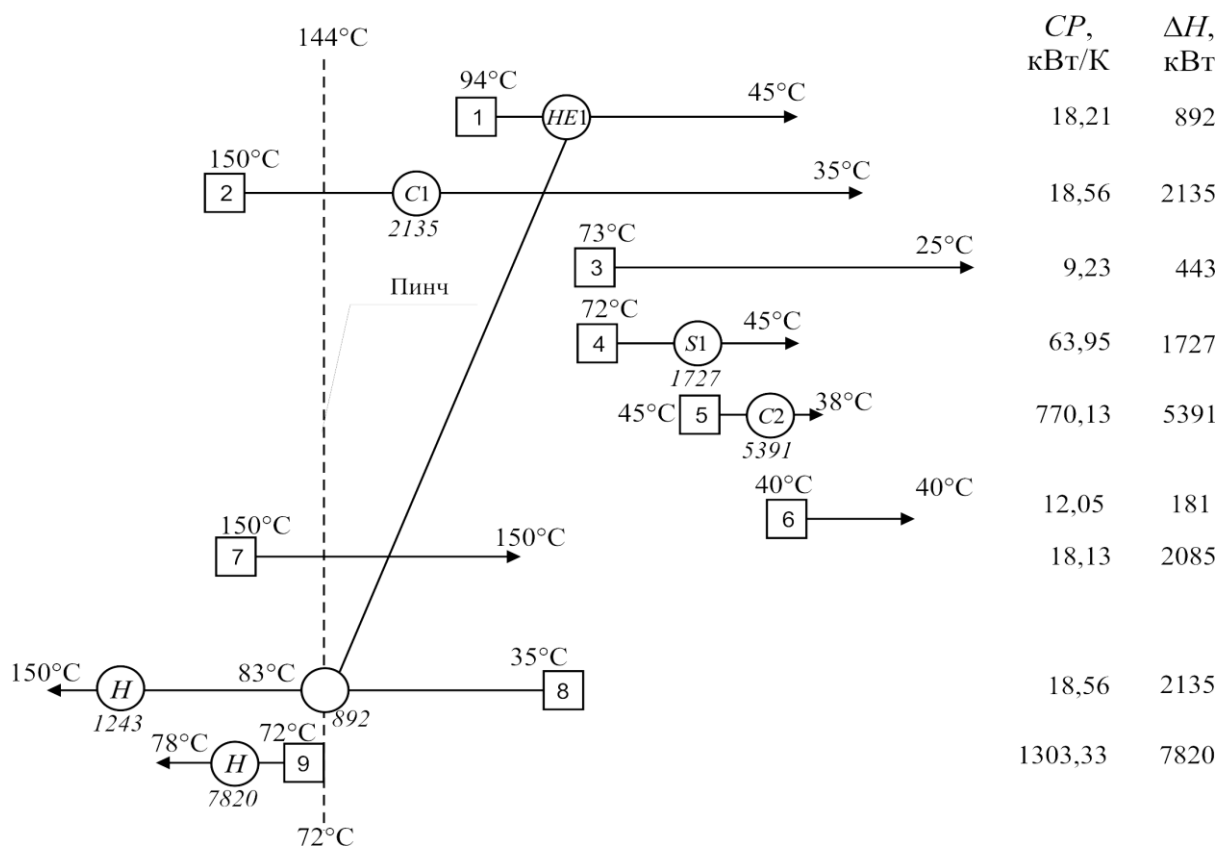 CP, ΔH,
144°C кВт/К кВт
94°C 45°C
1 HE1 18,21 892
150°C 35°C
2 C1 18,56 2135
2135
73°C 25°C
3 9,23 443
Пинч
72°C 45°C
4 S1 63,95 1727
1727
45°C 5 C2 38°C 770,13 5391
5391
40°C 40°C
6 12,05 181
150°C 150°C
7 18,13 2085
150°C 83°C 35°C
H 8 18,56 2135
1243 892
78°C 72°C
H 9 1303,33 7820
7820
72°C